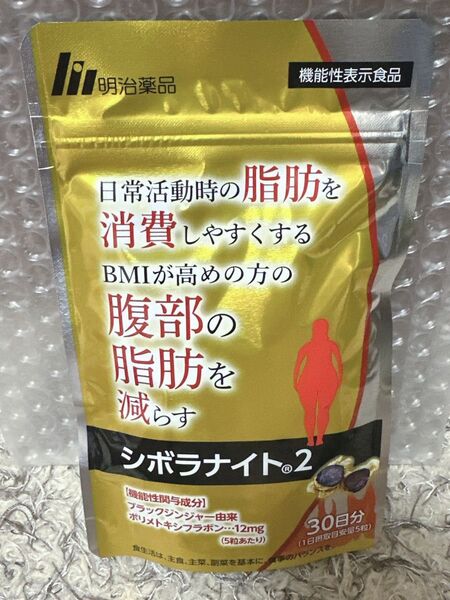 明治薬品
機能性表示食品
日常活動時の脂肪を
消費しやすくする
BMIが高めの方の
腹部の
脂肪を
減らす
シボラナイト®2
【機能性関与成分】
ブラックジンジャー由来
ポリメトキシフラボン…12mg
(5粒あたり)
30日分
(1日摂取目安量5粒)
食生活は、主食、主菜、副菜を基本に、食事のバランスを。